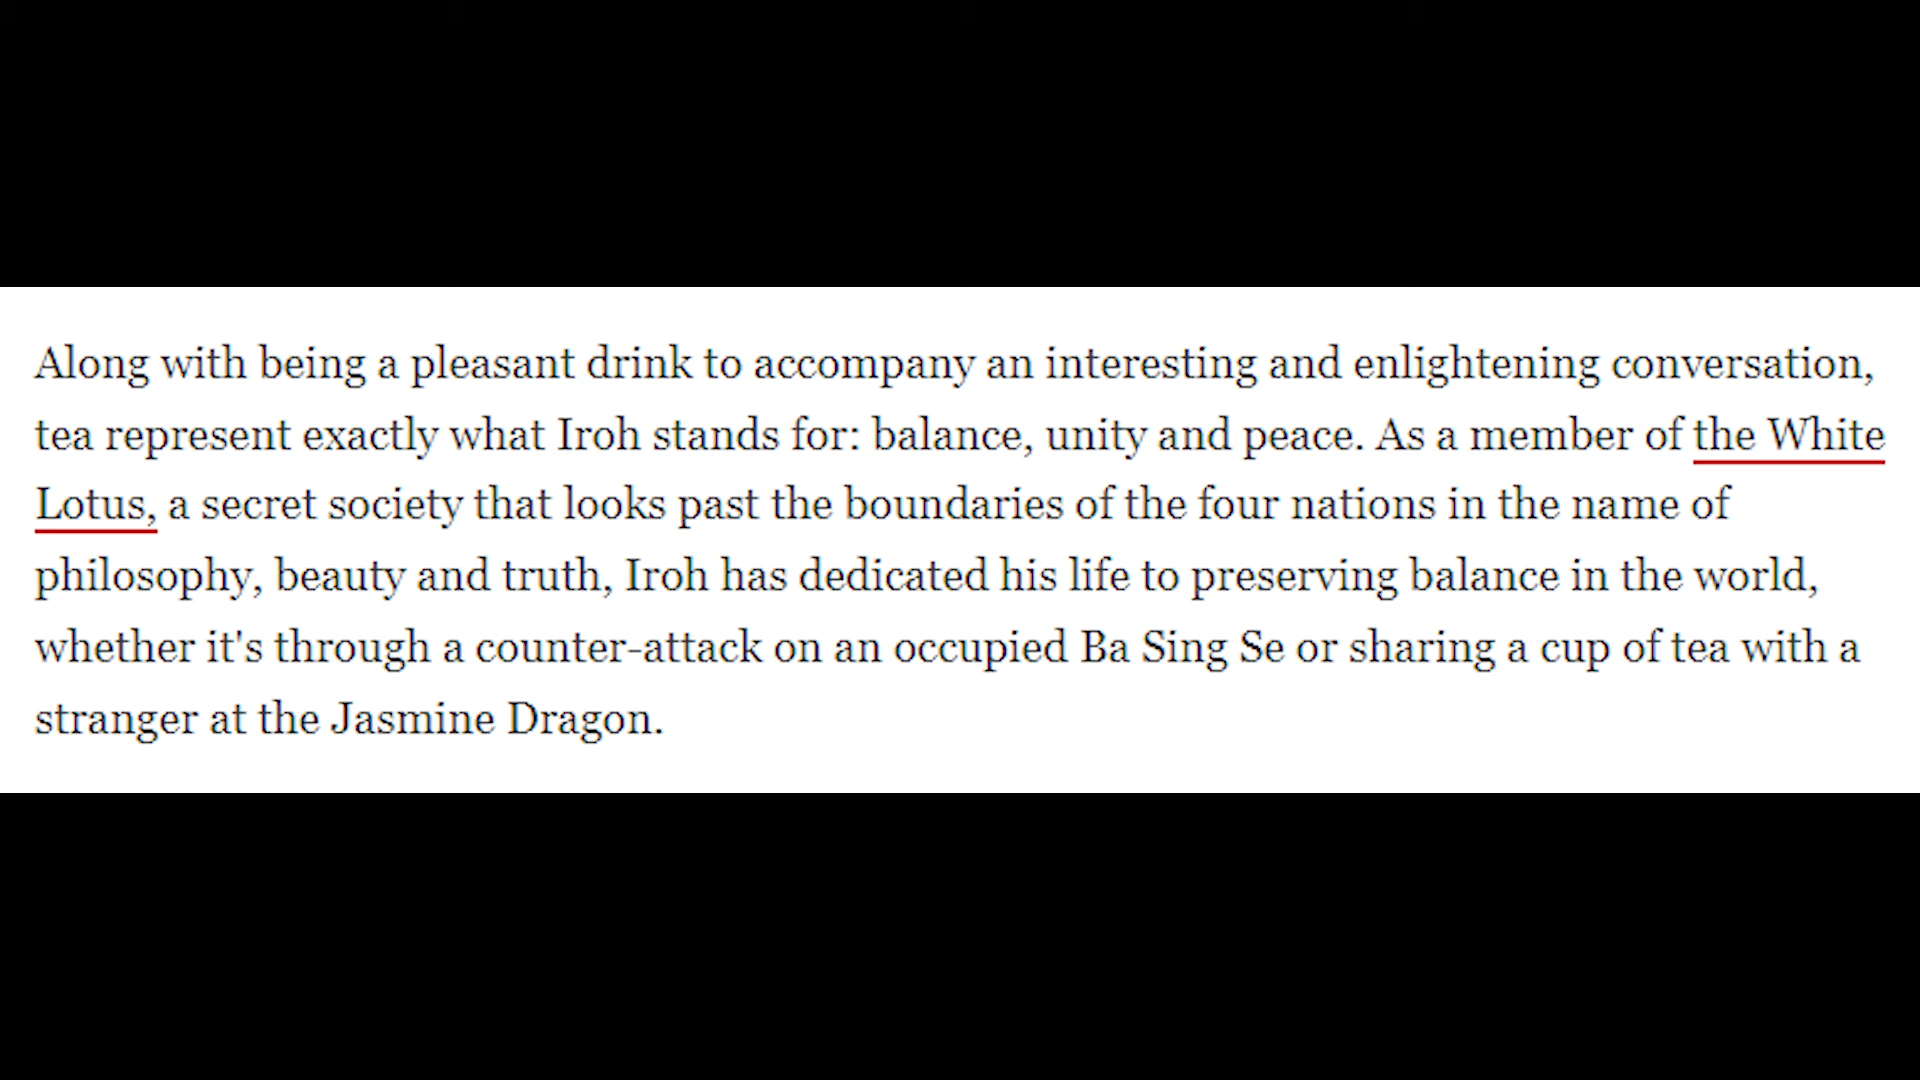 Along with being a pleasant drink to accompany an interesting and enlightening conversation,
tea represent exactly what Iroh stands for: balance, unity and peace. As a member of the White
Lotus, a secret society that looks past the boundaries of the four nations in the name of
philosophy, beauty and truth, Iroh has dedicated his life to preserving balance in the world,
whether it's through a counter-attack on an occupied Ba Sing Se or sharing a cup of tea with a
stranger at the Jasmine Dragon.